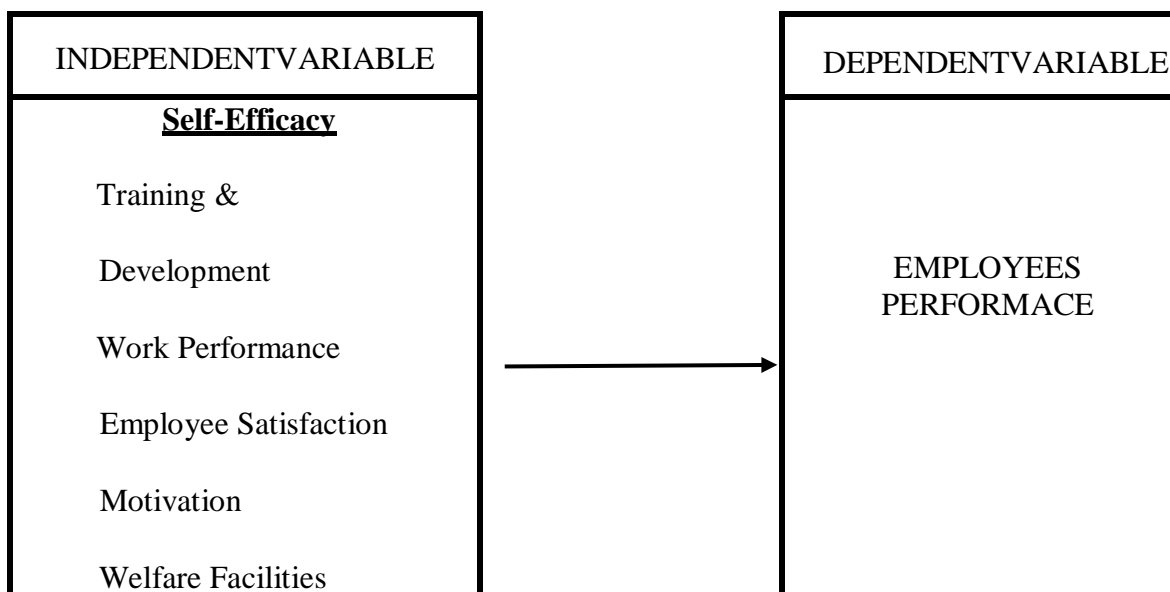 INDEPENDENTVARIABLE
Self-Efficacy
Training &
Development
Work Performance
Employee Satisfaction
Motivation
Welfare Facilities
DEPENDENTVARIABLE
EMPLOYEES
PERFORMACE